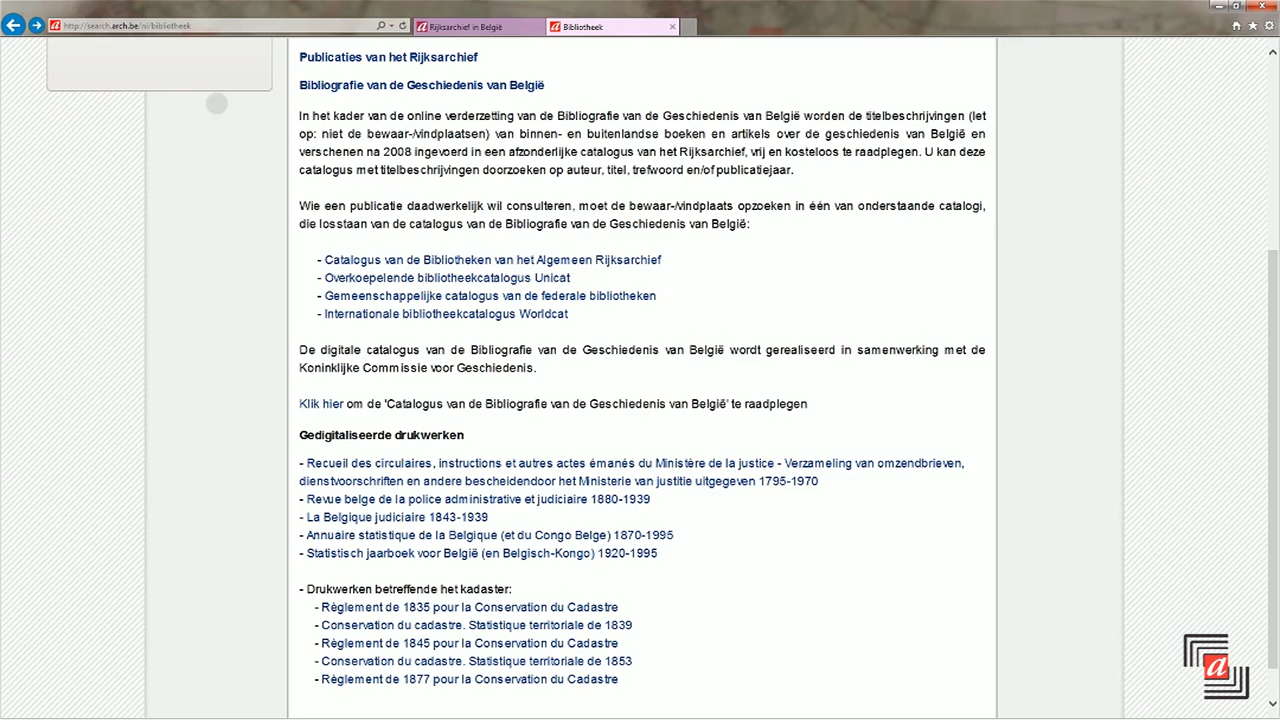 http://search.arch.be/nl/bibliotheek
Rijksarchief in België
Bibliotheek
Publicaties van het Rijksarchief
Bibliografie van de Geschiedenis van België
In het kader van de online verderzetting van de Bibliografie van de Geschiedenis van België worden de titelbeschrijvingen (let
op: niet de bewaar-/vindplaatsen) van binnen- en buitenlandse boeken en artikels over de geschiedenis van België en
verschenen na 2008 ingevoerd in een afzonderlijke catalogus van het Rijksarchief, vrij en kosteloos te raadplegen. U kan deze
catalogus met titelbeschrijvingen doorzoeken op auteur, titel, trefwoord en/of publicatiejaar.
Wie een publicatie daadwerkelijk wil consulteren, moet de bewaar-/vindplaats opzoeken in één van onderstaande catalogi,
die losstaan van de catalogus van de Bibliografie van de Geschiedenis van België:
- Catalogus van de Bibliotheken van het Algemeen Rijksarchief
- Overkoepelende bibliotheekcatalogus Unicat
- Gemeenschappelijke catalogus van de federale bibliotheken
- Internationale bibliotheekcatalogus Worldcat
De digitale catalogus van de Bibliografie van de Geschiedenis van België wordt gerealiseerd in samenwerking met de
Koninklijke Commissie voor Geschiedenis.
Klik hier om de 'Catalogus van de Bibliografie van de Geschiedenis van België' te raadplegen
Gedigitaliseerde drukwerken
- Recueil des circulaires, instructions et autres actes émanés du Ministère de la justice - Verzameling van omzendbrieven,
dienstvoorschriften en andere bescheidendoor het Ministerie van justitie uitgegeven 1795-1970
- Revue belge de la police administrative et judiciaire 1880-1939
- La Belgique judiciaire 1843-1939
- Annuaire statistique de la Belgique (et du Congo Belge) 1870-1995
- Statistisch jaarboek voor België (en Belgisch-Kongo) 1920-1995
- Drukwerken betreffende het kadaster:
- Règlement de 1835 pour la Conservation du Cadastre
- Conservation du cadastre. Statistique territoriale de 1839
- Règlement de 1845 pour la Conservation du Cadastre
- Conservation du cadastre. Statistique territoriale de 1853
- Règlement de 1877 pour la Conservation du Cadastre
a